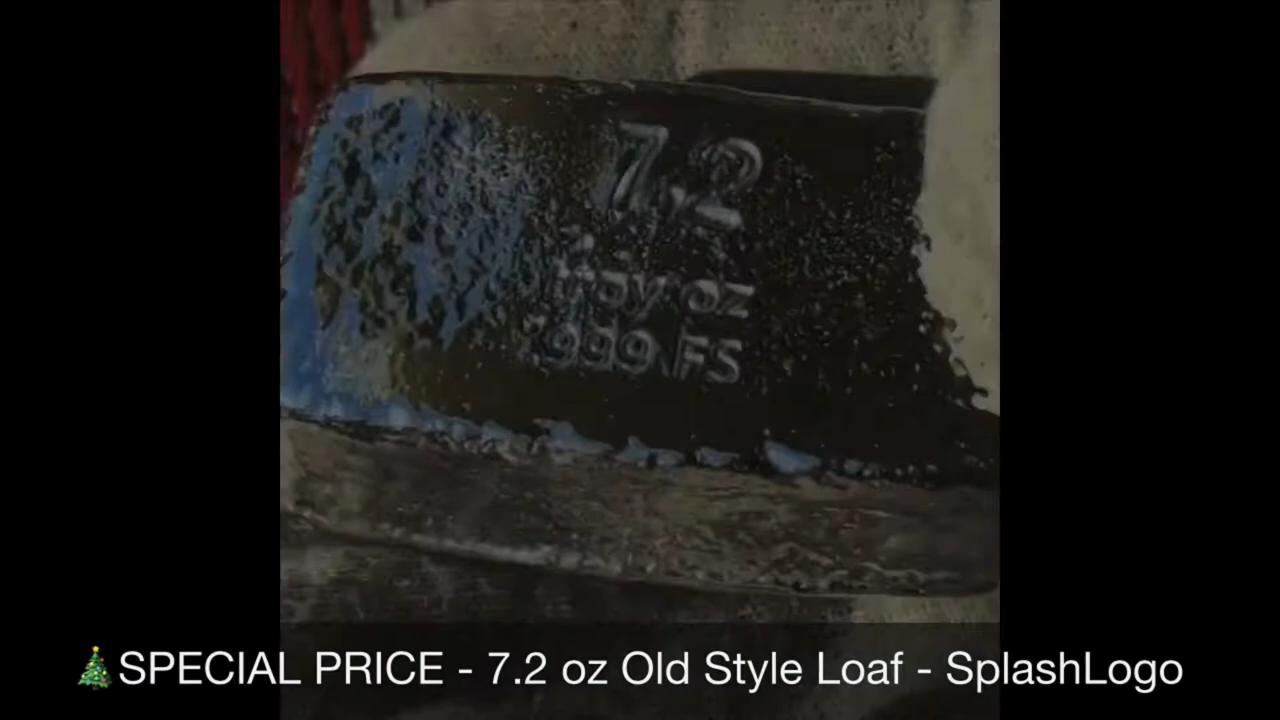 7.2
troy oz
999 FS
🎄SPECIAL PRICE - 7.2 oz Old Style Loaf - SplashLogo